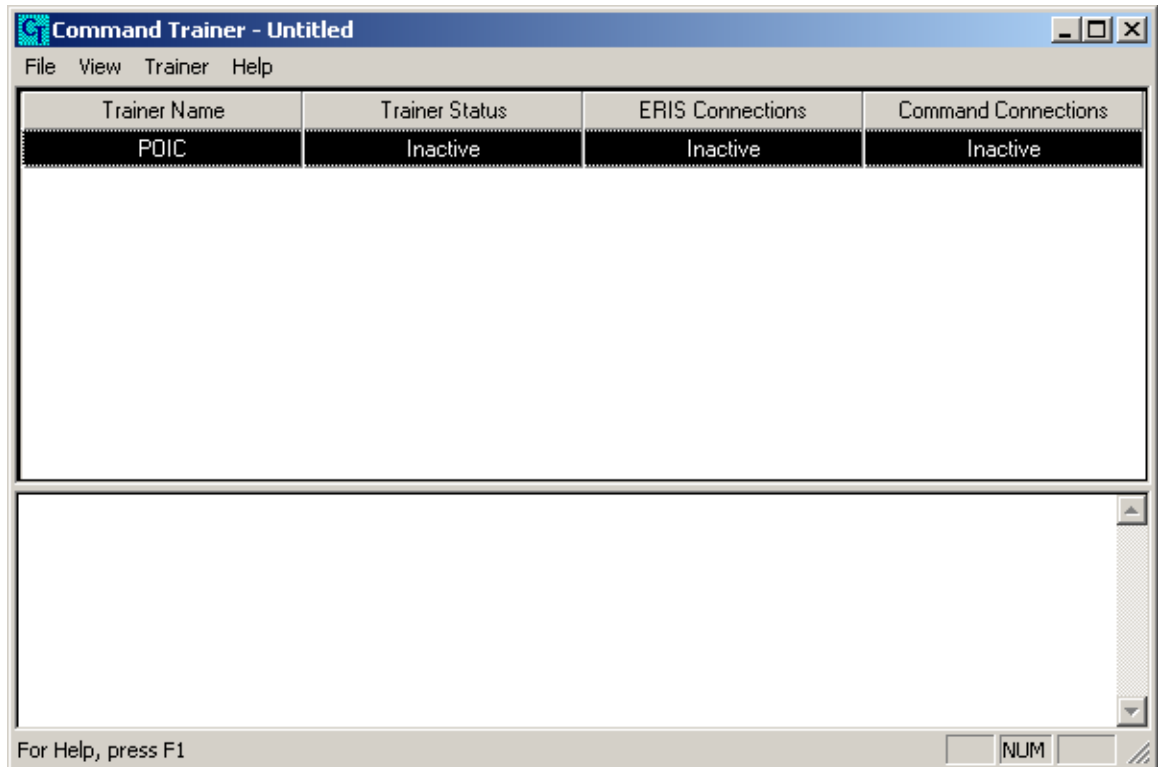 CT Command Trainer - Untitled
File View Trainer Help
Trainer Name Trainer Status ERIS Connections Command Connections
POIC Inactive Inactive Inactive
For Help, press F1 NUM